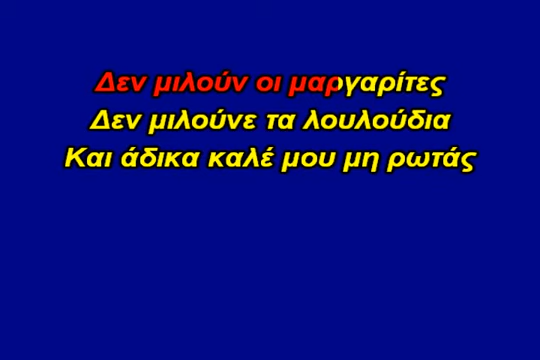 Δεν μιλούν οι μαργαρίτες
Δεν μιλούνε τα λουλούδια
Και άδικα καλέ μου μη ρωτάς